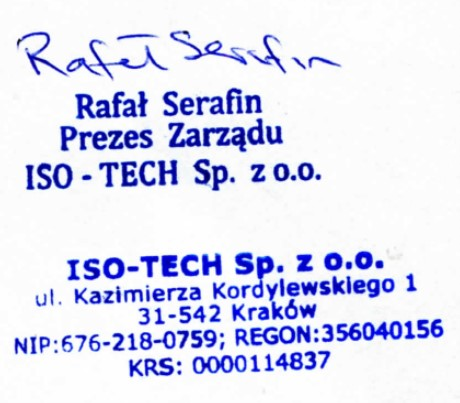 Rafał Serafin
Rafał Serafin
Prezes Zarządu
ISO - TECH Sp. z o.o.
ISO-TECH Sp. z o.o.
ul. Kazimierza Kordylewskiego 1
31-542 Kraków
NIP:676-218-0759; REGON:356040156
KRS: 0000114837